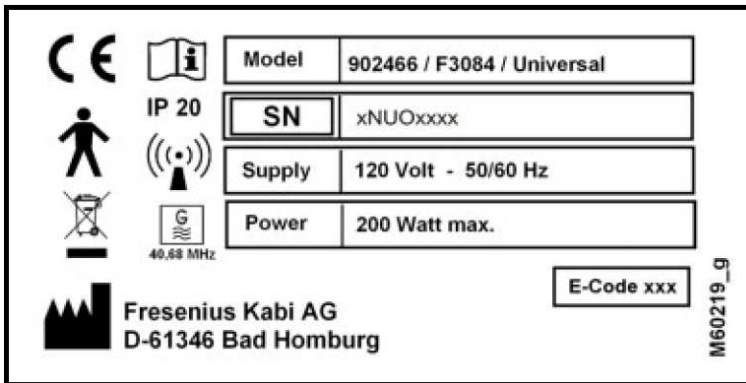 CE
i
Model 902466 / F3084 / Universal
IP 20
SN xNUOxxxx
Supply 120 Volt - 50/60 Hz
G
Power 200 Watt max.
40,68 MHz
E-Code xxx
Fresenius Kabi AG
D-61346 Bad Homburg
M60219_g